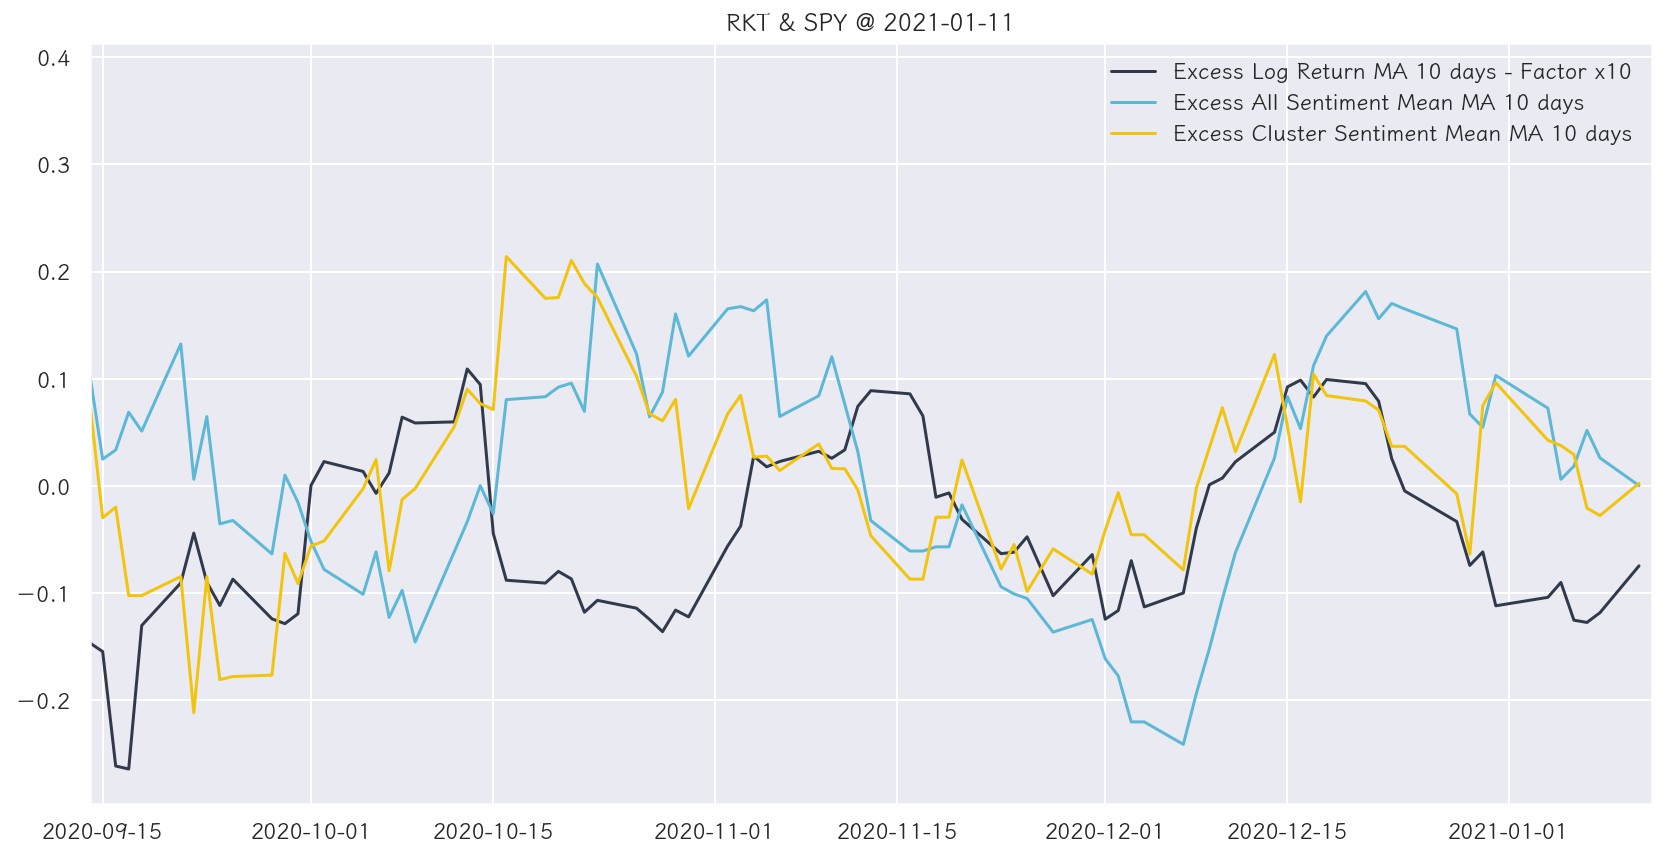 RKT & SPY @ 2021-01-11
0.4
0.3
0.2
0.1
0.0
−0.1
−0.2
Excess Log Return MA 10 days - Factor x10
Excess All Sentiment Mean MA 10 days
Excess Cluster Sentiment Mean MA 10 days
2020-09-15 2020-10-01 2020-10-15 2020-11-01 2020-11-15 2020-12-01 2020-12-15 2021-01-01